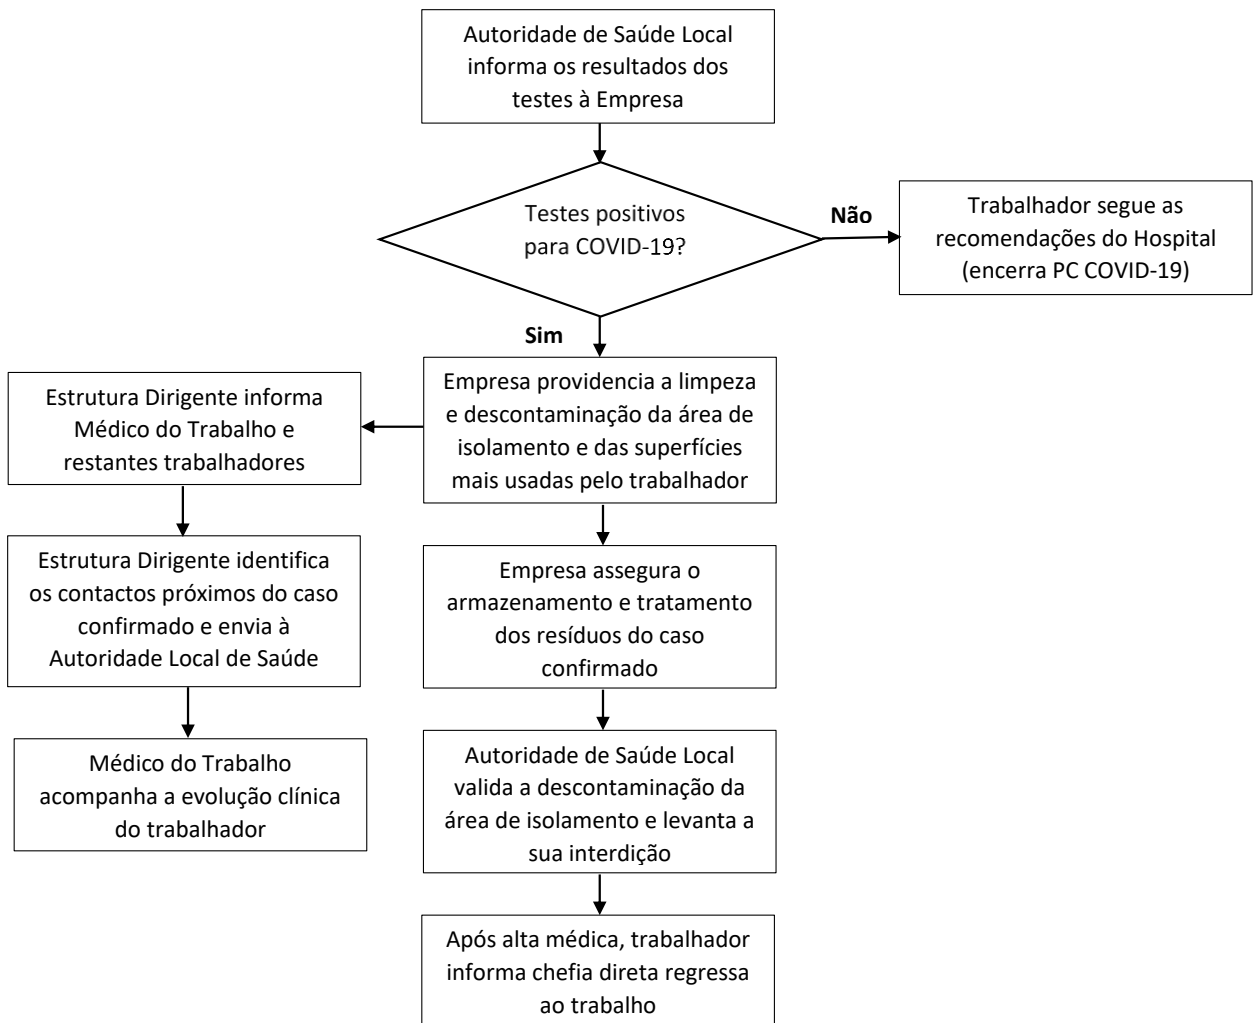 Autoridade de Saúde Local
informa os resultados dos
testes à Empresa
Testes positivos
para COVID-19?
Não
Trabalhador segue as
recomendações do Hospital
(encerra PC COVID-19)
Sim
Empresa providencia a limpeza
e descontaminação da área de
isolamento e das superfícies
mais usadas pelo trabalhador
Estrutura Dirigente informa
Médico do Trabalho e
restantes trabalhadores
Estrutura Dirigente identifica
os contactos próximos do caso
confirmado e envia à
Autoridade Local de Saúde
Médico do Trabalho
acompanha a evolução clínica
do trabalhador
Empresa assegura o
armazenamento e tratamento
dos resíduos do caso
confirmado
Autoridade de Saúde Local
valida a descontaminação da
área de isolamento e levanta a
sua interdição
Após alta médica, trabalhador
informa chefia direta regressa
ao trabalho